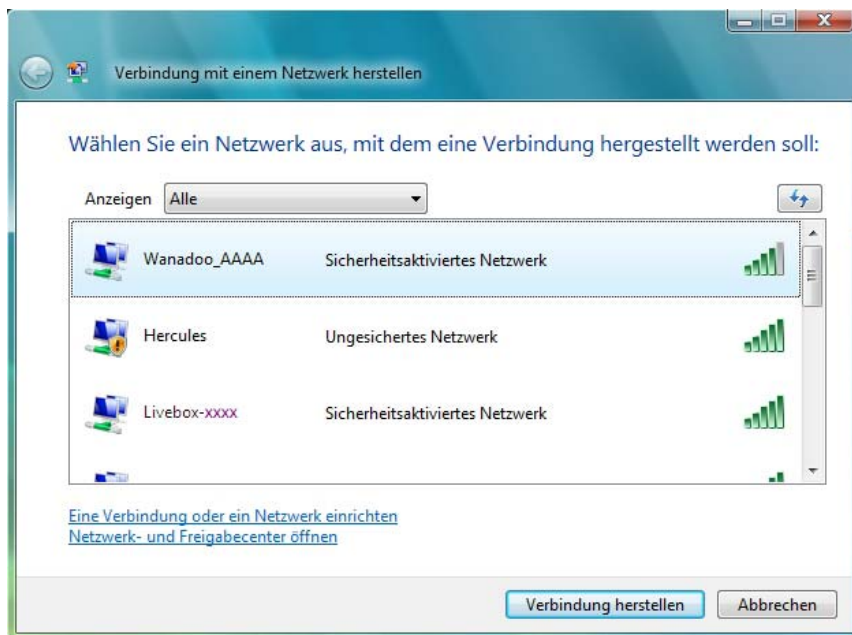 Verbindung mit einem Netzwerk herstellen
Wählen Sie ein Netzwerk aus, mit dem eine Verbindung hergestellt werden soll:
Anzeigen Alle
Wanadoo_AAAA Sicherheitsaktiviertes Netzwerk
Hercules Ungesichertes Netzwerk
Livebox-xxxx Sicherheitsaktiviertes Netzwerk
Eine Verbindung oder ein Netzwerk einrichten
Netzwerk- und Freigabecenter öffnen
Verbindung herstellen Abbrechen